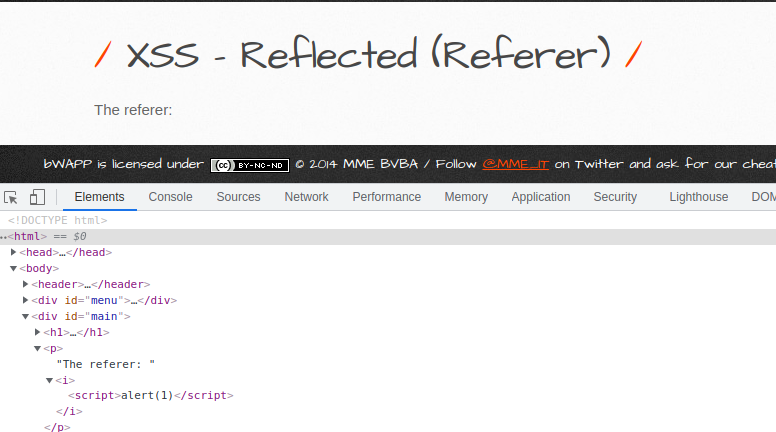 / XSS - Reflected (Referer) /
The referer:
bWAPP is licensed under (cc) BY-NC-ND © 2014 MME BVBA / Follow @MME_IT on Twitter and ask for our cheat
Elements Console Sources Network Performance Memory Application Security Lighthouse DOM
<!DOCTYPE html>
<html> == $0
<head>…</head>
<body>
<header>…</header>
<div id="menu">…</div>
<div id="main">
<h1>…</h1>
<p>
"The referer: "
<i>
<script>alert(1)</script>
</i>
</p>